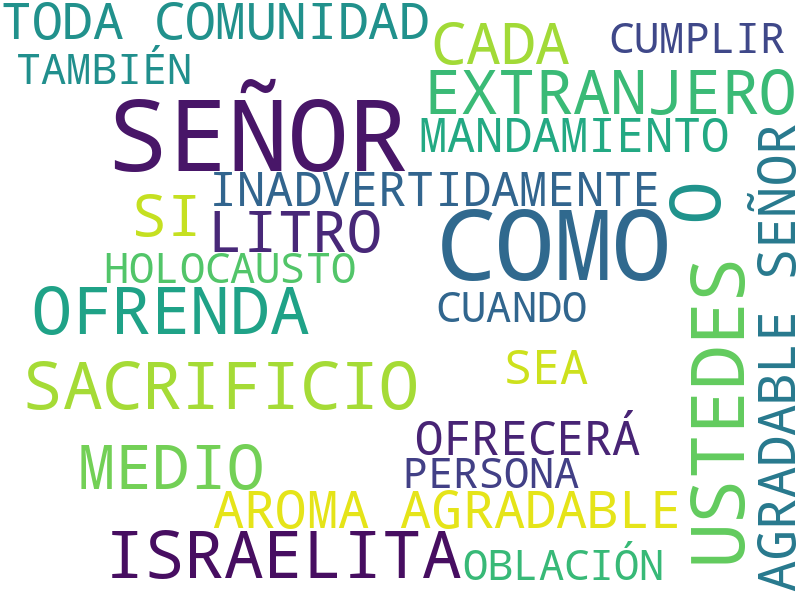 TODA COMUNIDAD
CADA
CUMPLIR
TAMBIÉN
EXTRANJERO
SEÑOR
MANDAMIENTO
INADVERTIDAMENTE
SI
LITRO
COMO
O
HOLOCAUSTO
OFRENDA
CUANDO
USTEDES
AGRADABLE SEÑOR
SEA
SACRIFICIO
OFRECERÁ
MEDIO
PERSONA
AROMA AGRADABLE
ISRAELITA
OBLACIÓN